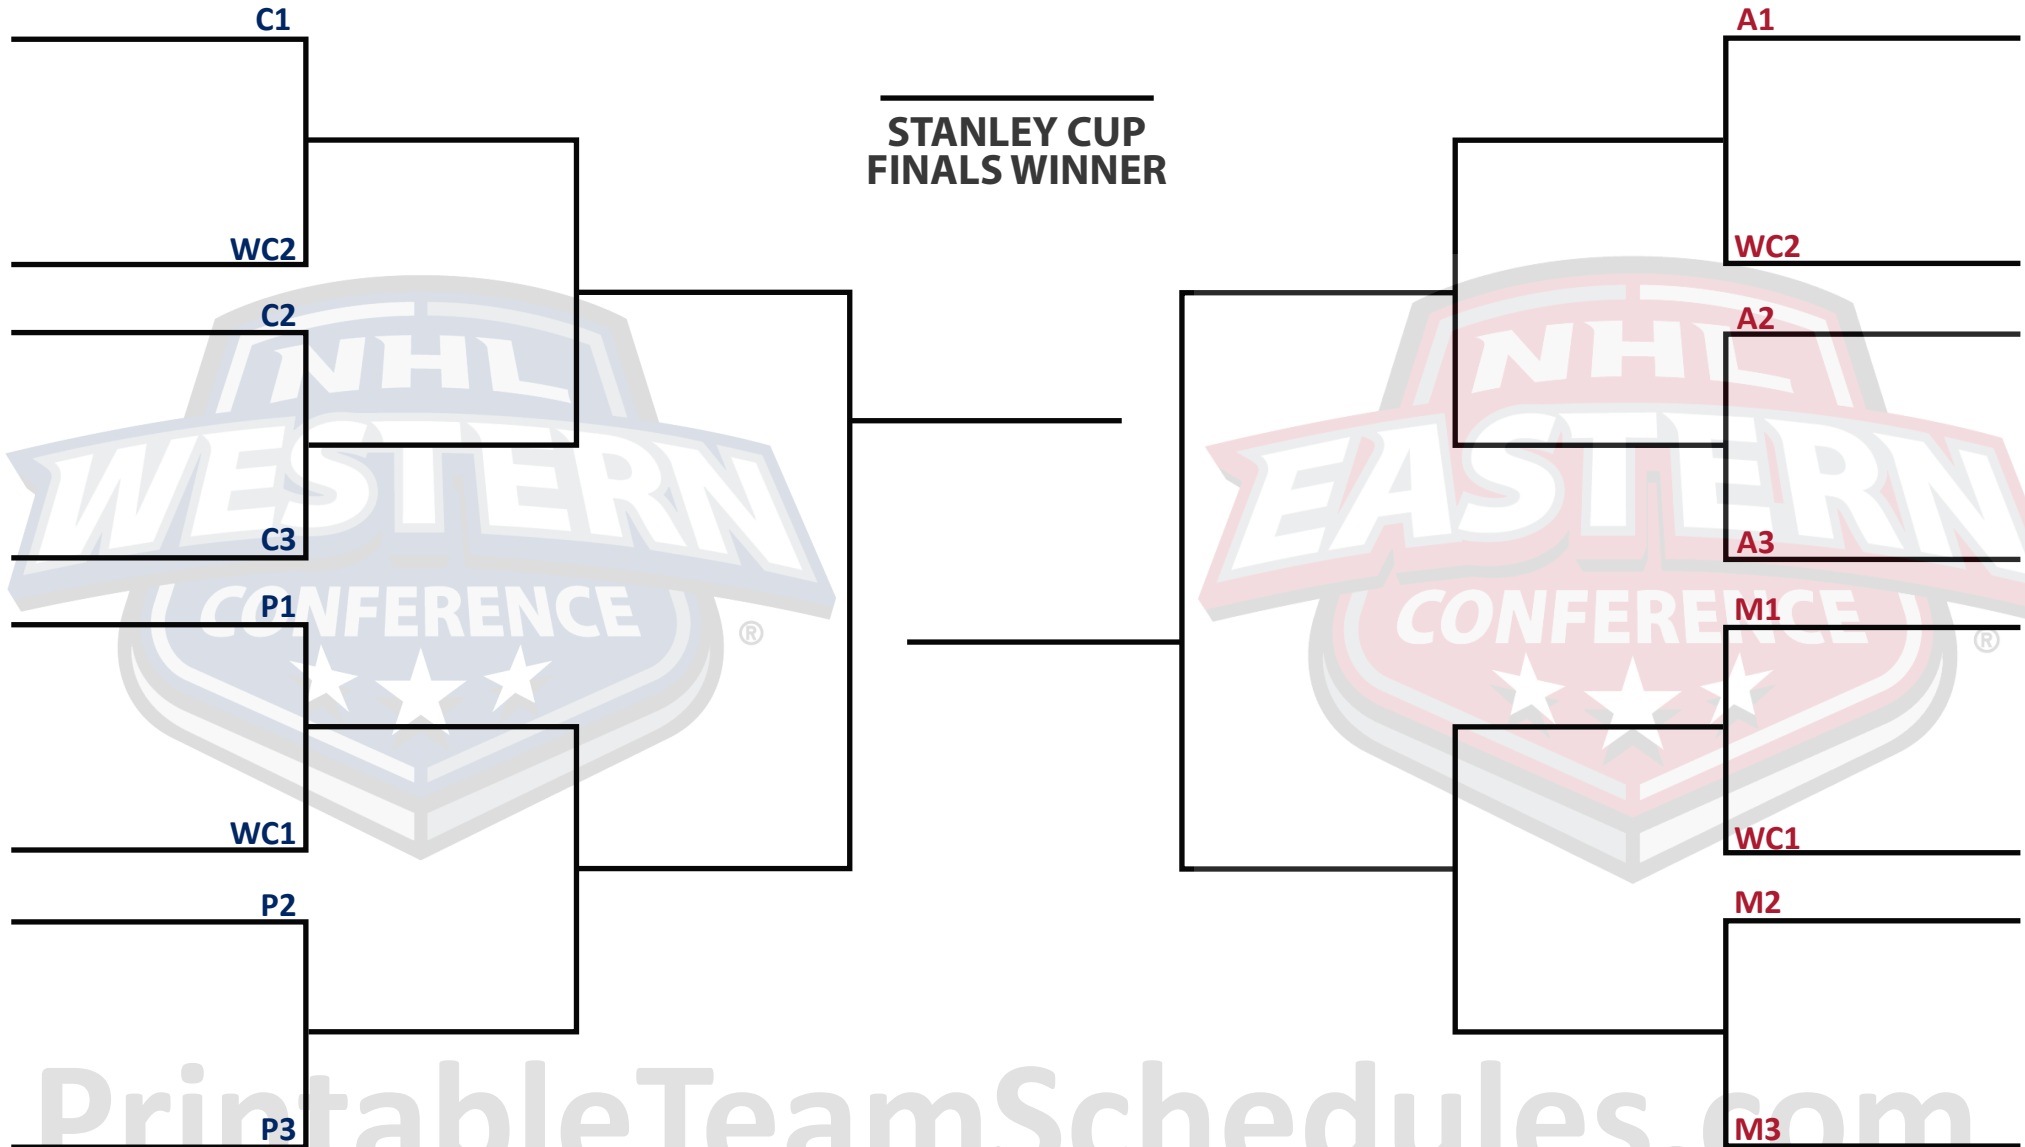 C1
WC2
C2
C3
P1
WC1
P2
P3
STANLEY CUP
FINALS WINNER
A1
WC2
A2
A3
M1
WC1
M2
M3
NHL
WESTERN
CONFERENCE
®
NHL
EASTERN
CONFERENCE
®
PrintableTeamSchedules.com